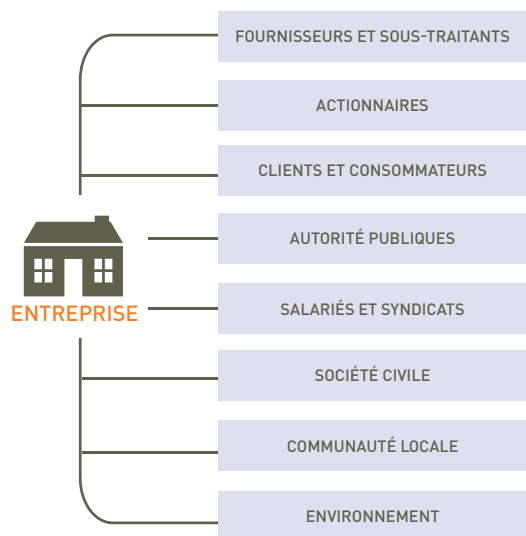 FOURNISSEURS ET SOUS-TRAITANTS
ACTIONNAIRES
CLIENTS ET CONSOMMATEURS
AUTORITÉ PUBLIQUES
ENTREPRISE
SALARIÉS ET SYNDICATS
SOCIÉTÉ CIVILE
COMMUNAUTÉ LOCALE
ENVIRONNEMENT